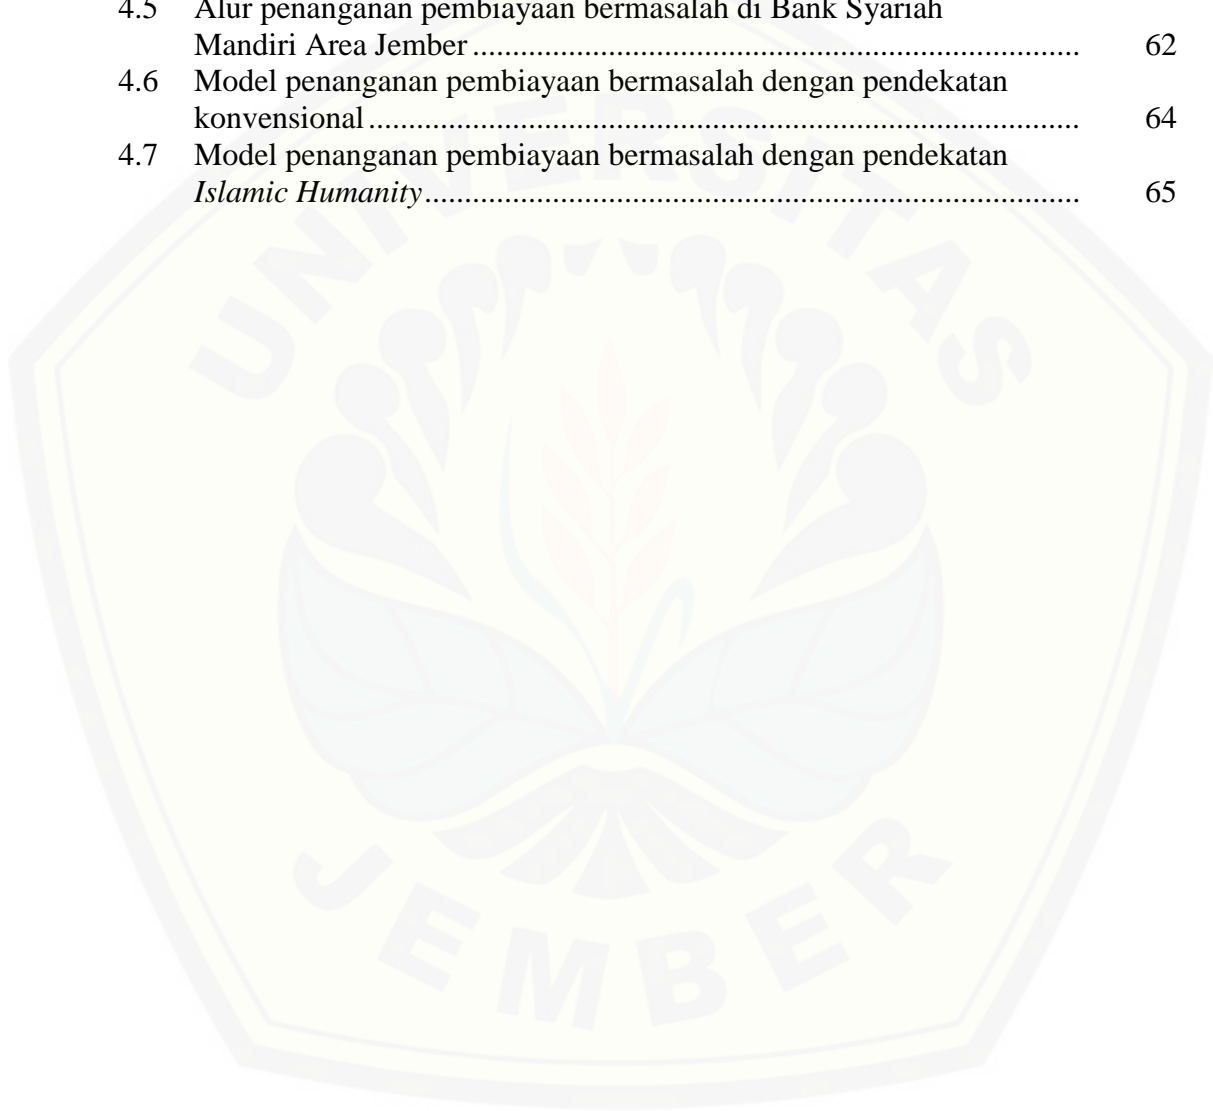 4.5 Alur penanganan pembiayaan bermasalah di Bank Syariah
Mandiri Area Jember ............................................................................ 62
4.6 Model penanganan pembiayaan bermasalah dengan pendekatan
konvensional ......................................................................................... 64
4.7 Model penanganan pembiayaan bermasalah dengan pendekatan
Islamic Humanity .................................................................................. 65
UNIVERSITAS
JEMBER